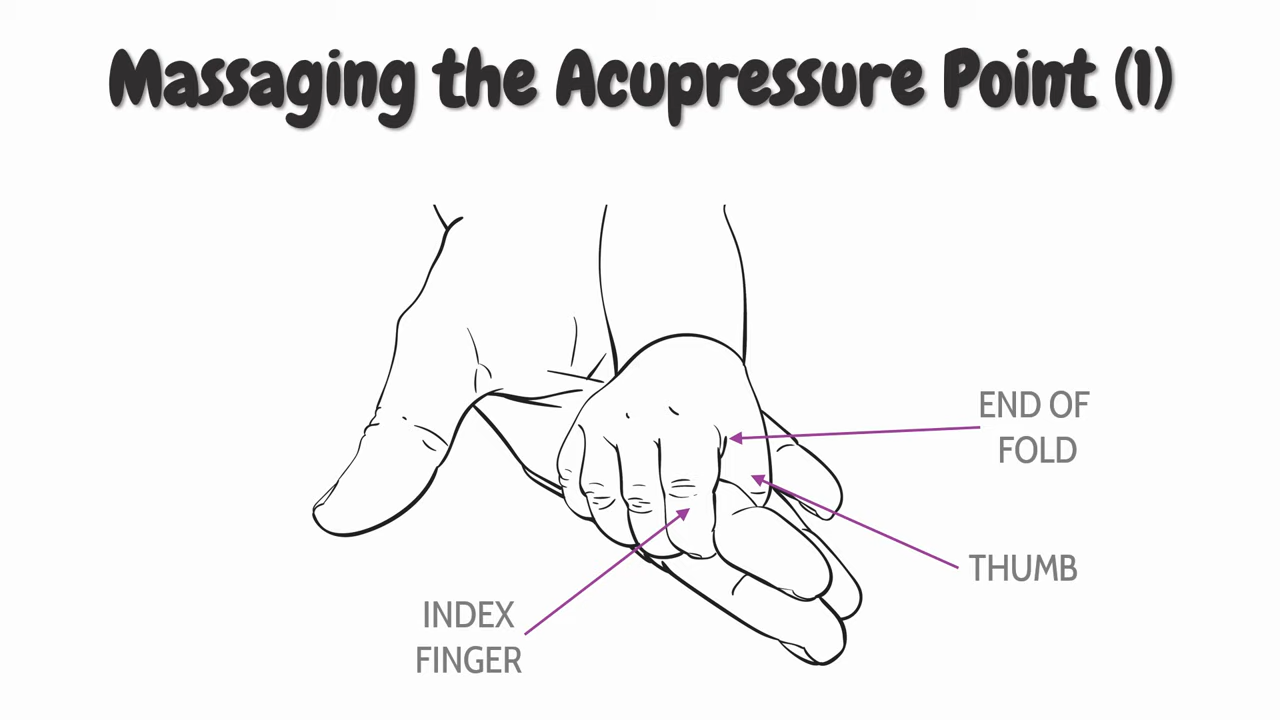 Massaging the Acupressure Point (1)
END OF
FOLD
THUMB
INDEX
FINGER